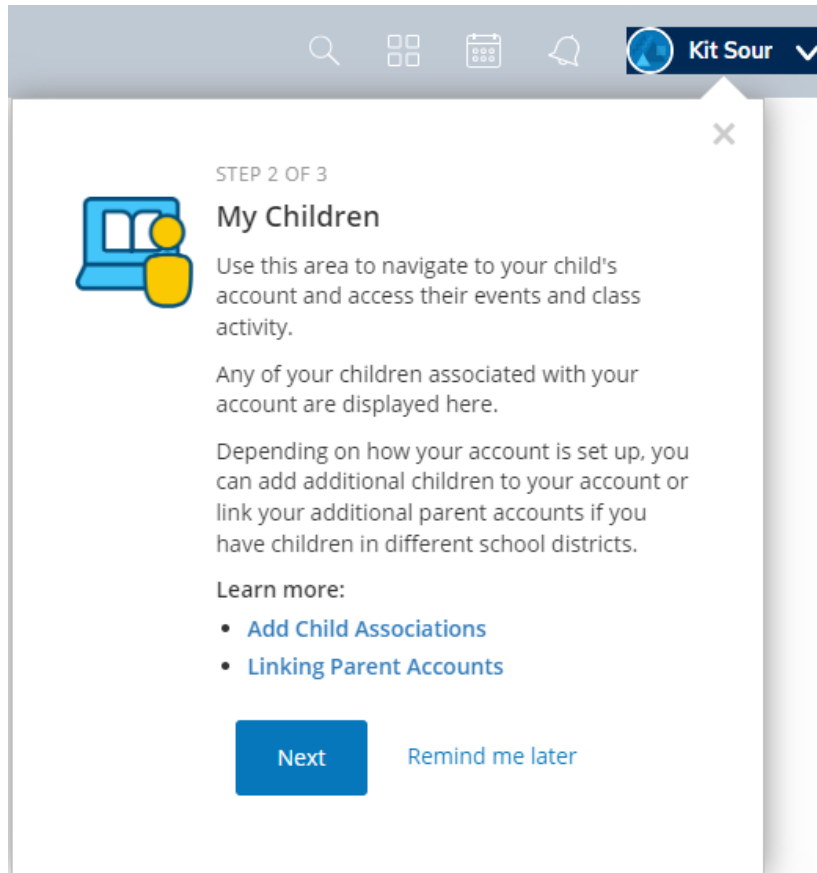 Kit Sour
STEP 2 OF 3
My Children
Use this area to navigate to your child's
account and access their events and class
activity.
Any of your children associated with your
account are displayed here.
Depending on how your account is set up, you
can add additional children to your account or
link your additional parent accounts if you
have children in different school districts.
Learn more:
• Add Child Associations
• Linking Parent Accounts
Next
Remind me later